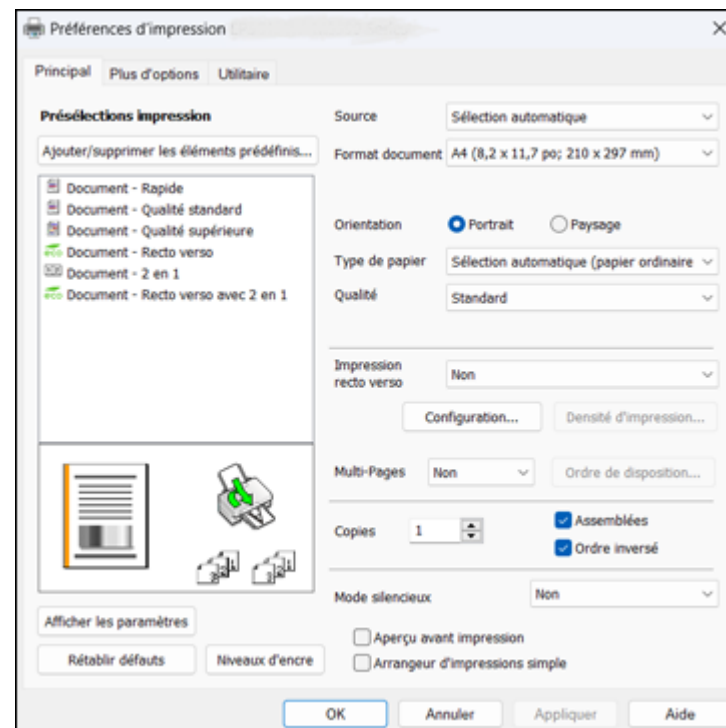 Préférences d'impression
Principal Plus d'options Utilitaire
Présélections impression
Ajouter/supprimer les éléments prédéfinis...
Document - Rapide
Document - Qualité standard
Document - Qualité supérieure
Document - Recto verso
Document - 2 en 1
Document - Recto verso avec 2 en 1
Afficher les paramètres
Rétablir défauts Niveaux d'encre
Source Sélection automatique
Format document A4 (8,2 x 11,7 po; 210 x 297 mm)
Orientation Portrait Paysage
Type de papier Sélection automatique (papier ordinaire
Qualité Standard
Impression
recto verso Non
Configuration... Densité d'impression...
Multi-Pages Non Ordre de disposition...
Copies 1 Assemblées
Ordre inversé
Mode silencieux Non
Aperçu avant impression
Arrangeur d'impressions simple
OK Annuler Appliquer Aide